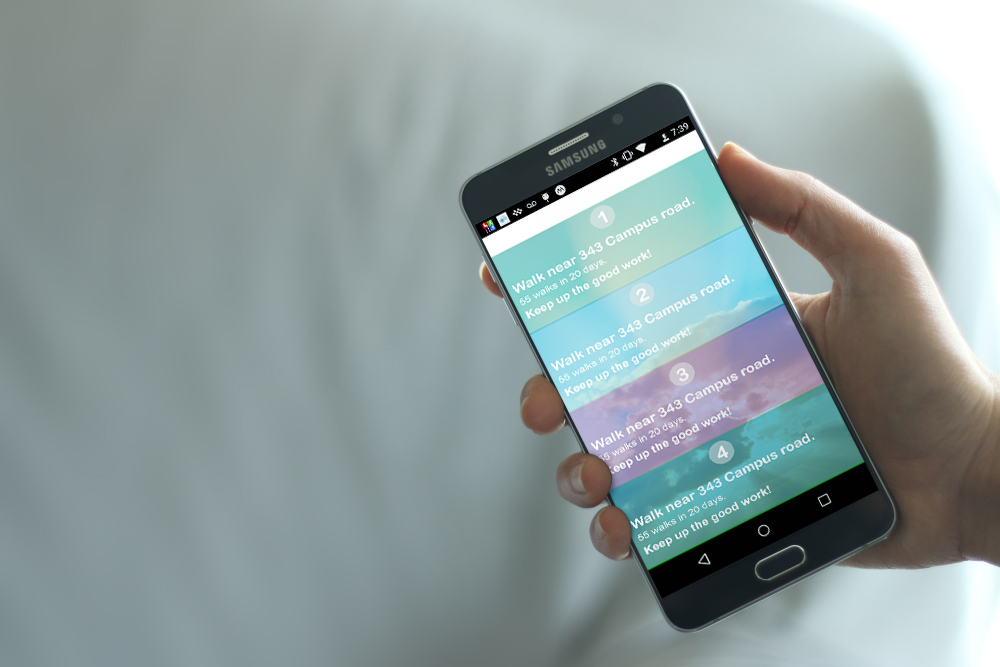 SAMSUNG
7:39
1
Walk near 343 Campus road.
55 walks in 20 days.
Keep up the good work!
2
Walk near 343 Campus road.
55 walks in 20 days.
Keep up the good work!
3
Walk near 343 Campus road.
55 walks in 20 days.
Keep up the good work!
4
Walk near 343 Campus road.
55 walks in 20 days.
Keep up the good work!